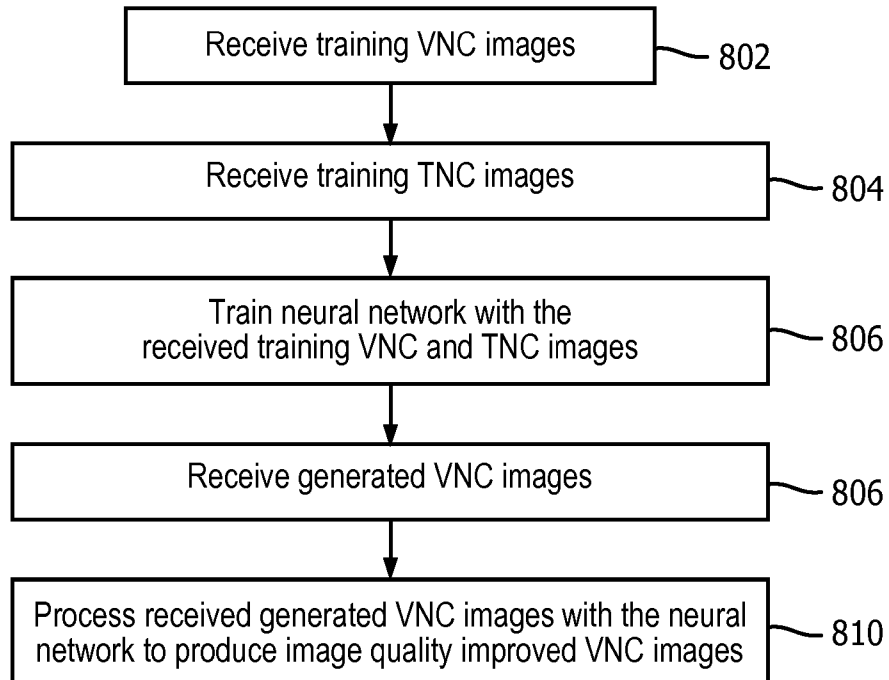 Receive training VNC images
802
Receive training TNC images
804
Train neural network with the
received training VNC and TNC images
806
Receive generated VNC images
806
Process received generated VNC images with the neural
network to produce image quality improved VNC images
810